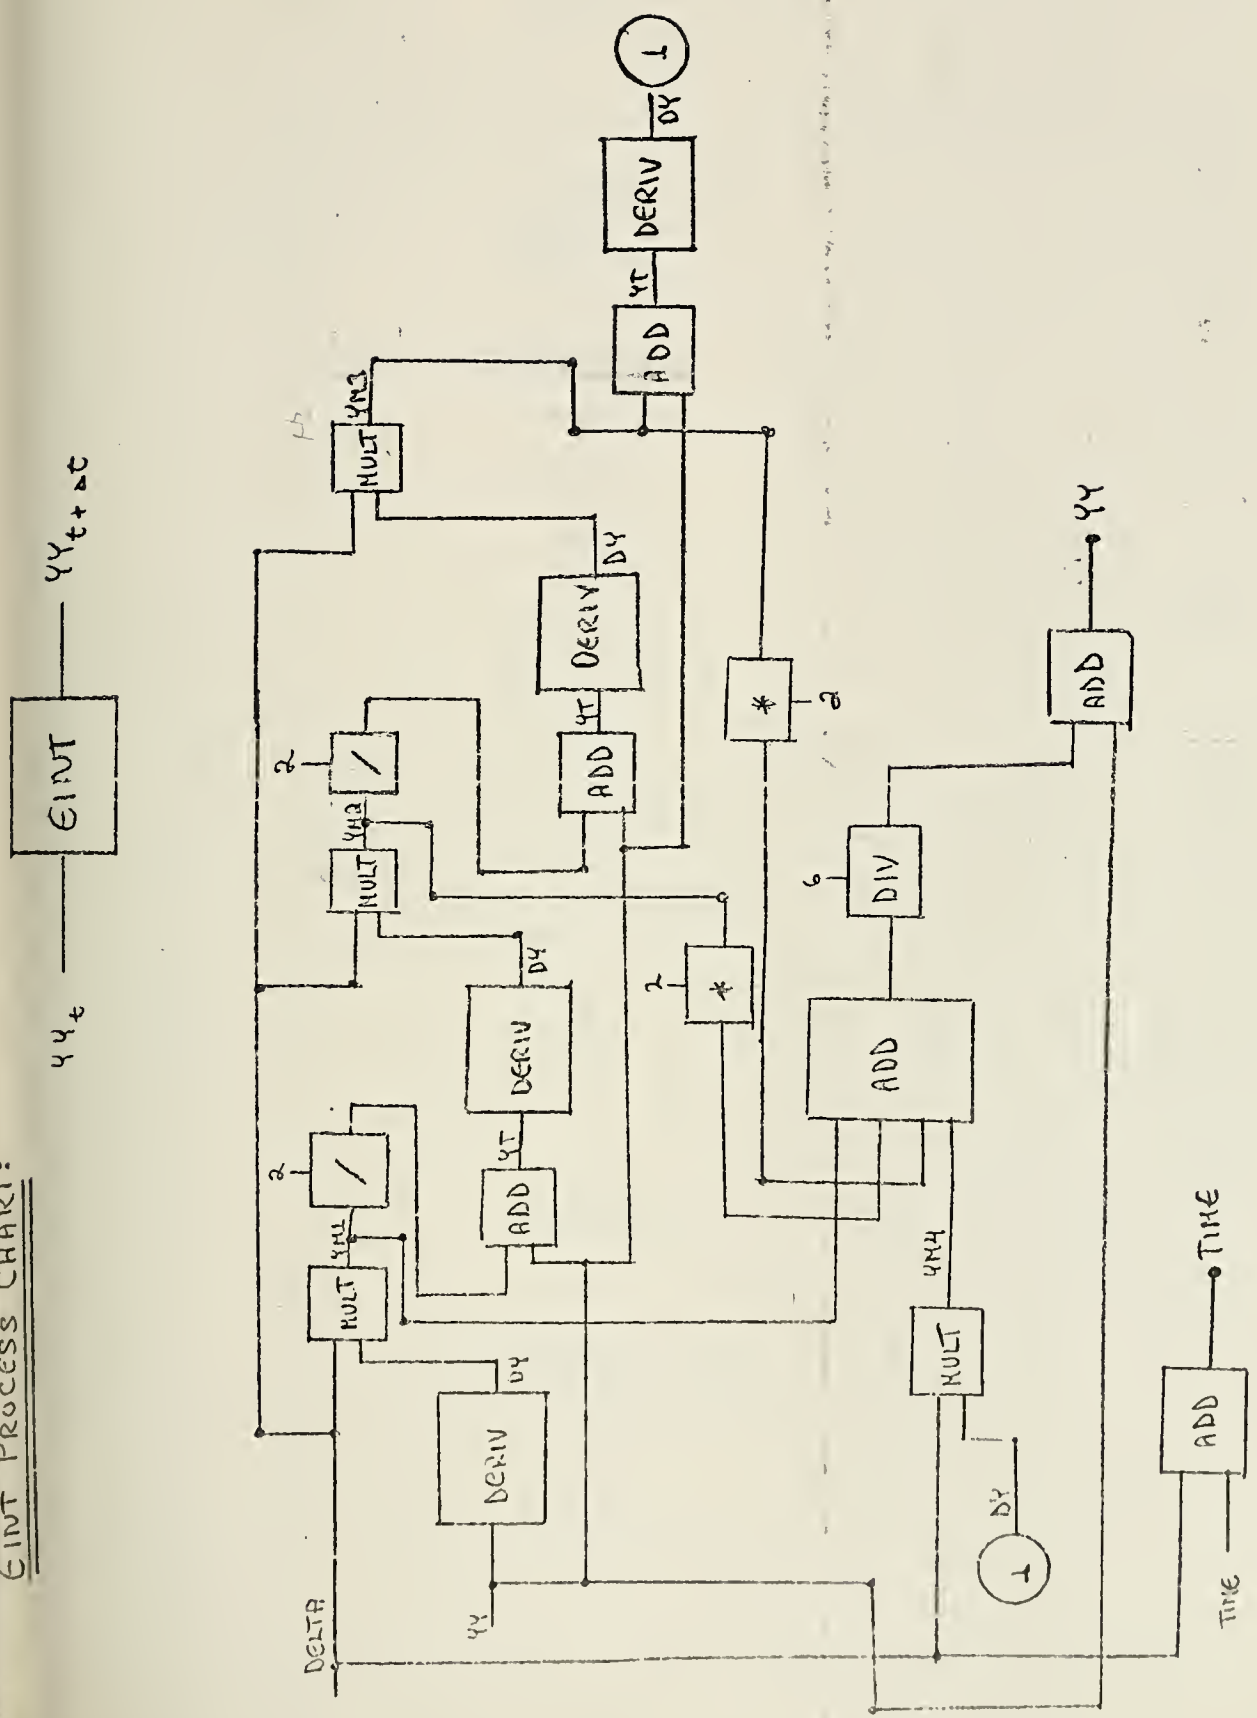 EINT PROCESS CHART:
YYt
EINT
YYt+Δt
DELTA
YY
DERIV
DY
MULT
YM1
2
/
ADD
YT
DERIV
DY
MULT
YM2
2
/
ADD
YT
DERIV
DY
MULT
YM3
ADD
YT
DERIV
DY
1
2
*
*
2
1
DY
MULT
YM4
ADD
6
DIV
ADD
YY
TIME
ADD
TIME